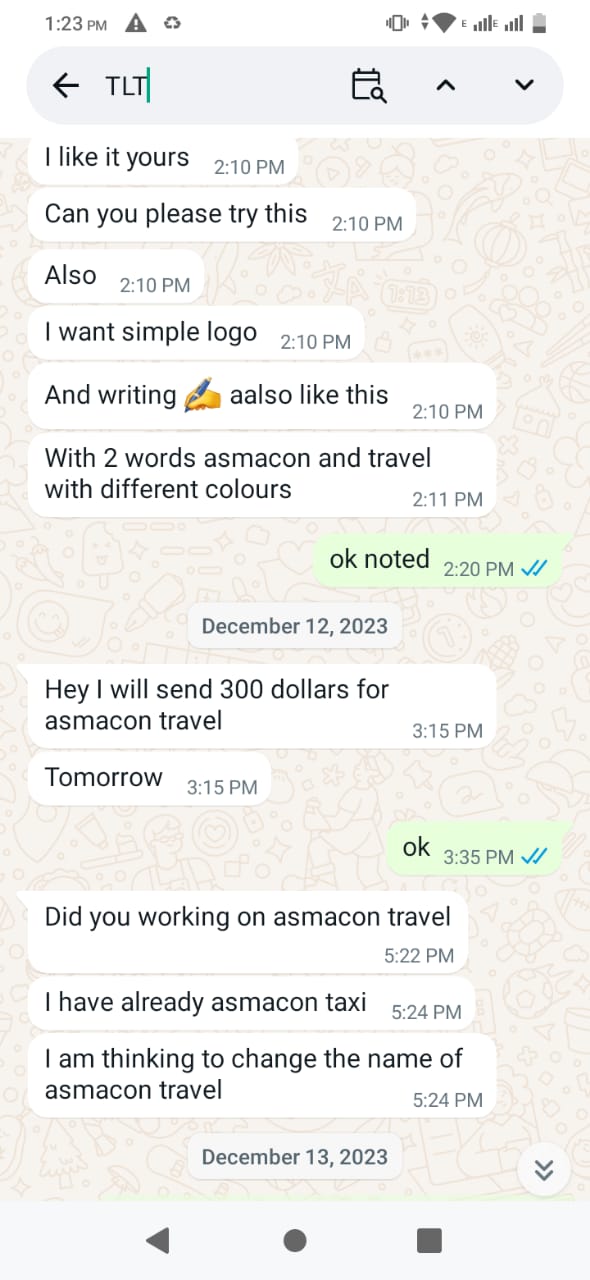 1:23 PM
TLT
I like it yours 2:10 PM
Can you please try this 2:10 PM
Also 2:10 PM
I want simple logo 2:10 PM
And writing ✍️ aalso like this 2:10 PM
With 2 words asmacon and travel
with different colours 2:11 PM
ok noted 2:20 PM
December 12, 2023
Hey I will send 300 dollars for
asmacon travel 3:15 PM
Tomorrow 3:15 PM
ok 3:35 PM
Did you working on asmacon travel
5:22 PM
I have already asmacon taxi 5:24 PM
I am thinking to change the name of
asmacon travel 5:24 PM
December 13, 2023